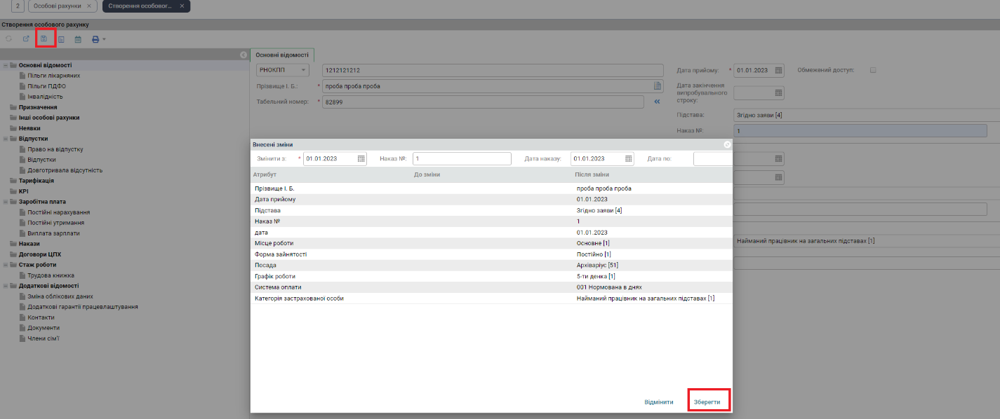 2
Особові рахунки ×
Створення особовог... ×
Створення особового рахунку
Основні відомості
Пільги лікарняних
Пільги ПДФО
Інвалідність
Призначення
Інші особові рахунки
Неявки
Відпустки
Право на відпустку
Відпустки
Довготривала відсутність
Тарифікація
KPI
Заробітна плата
Постійні нарахування
Постійні утримання
Виплата зарплати
Накази
Договори ЦПХ
Стаж роботи
Трудова книжка
Додаткові відомості
Зміна облікових даних
Додаткові гарантії працевлаштування
Контакти
Документи
Члени сім'ї
Основні відомості
РНОКПП 1212121212
Прізвище І. Б.: * проба проба проба
Табельний номер: * 82899
Дата прийому: * 01.01.2023 Обмежений доступ:
Дата закінчення
випробувального
строку:
Підстава: Згідно заяви [4]
Наказ №: 1
Найманий працівник на загальних підставах [1]
Внесені зміни
Змінити з: * 01.01.2023 Наказ №: 1 Дата наказу: 01.01.2023 Дата по:
Атрибут До зміни Після зміни
Прізвище І. Б. проба проба проба
Дата прийому 01.01.2023
Підстава Згідно заяви [4]
Наказ № 1
дата 01.01.2023
Місце роботи Основне [1]
Форма зайнятості Постійно [1]
Посада Архіваріус [51]
Графік роботи 5-ти денка [1]
Система оплати 001 Нормована в днях
Категорія застрахованої особи Найманий працівник на загальних підставах [1]
Відмінити Зберегти